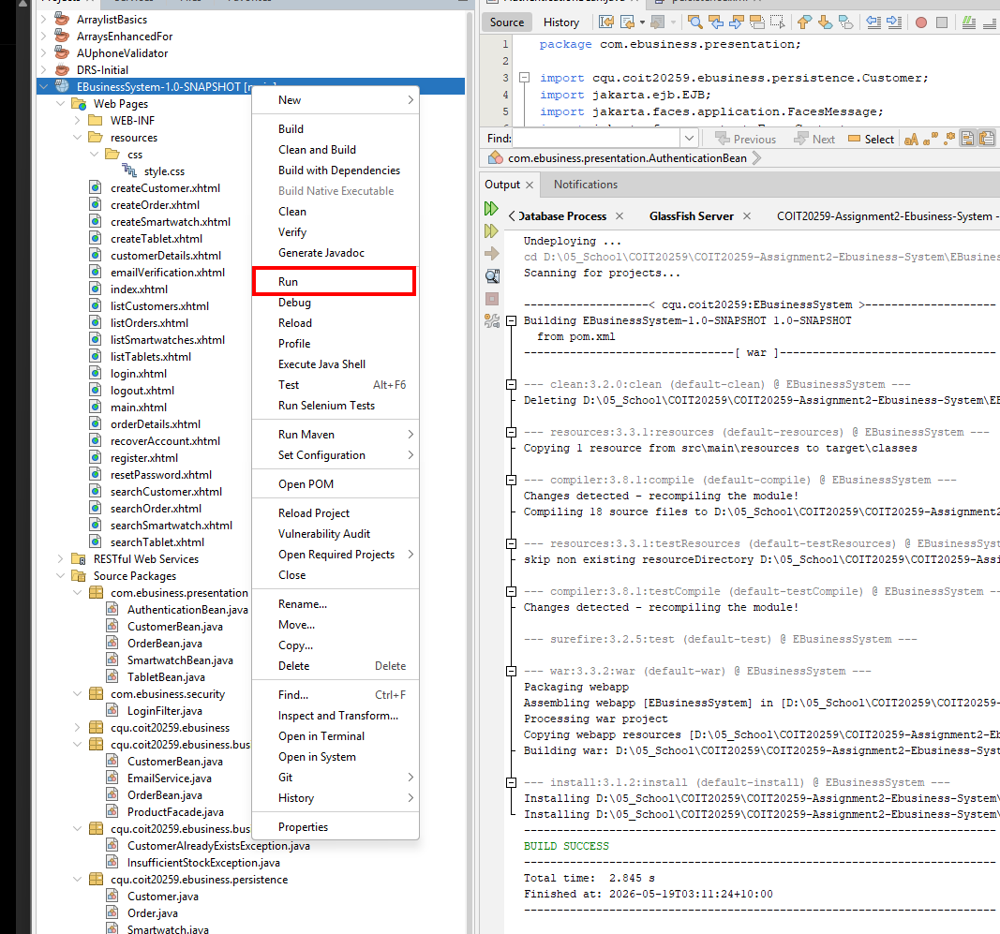 ArraylistBasics
ArraysEnhancedFor
AUphoneValidator
DRS-Initial
EBusinessSystem-1.0-SNAPSHOT
Web Pages
WEB-INF
resources
css
style.css
createCustomer.xhtml
createOrder.xhtml
createSmartwatch.xhtml
createTablet.xhtml
customerDetails.xhtml
emailVerification.xhtml
index.xhtml
listCustomers.xhtml
listOrders.xhtml
listSmartwatches.xhtml
listTablets.xhtml
login.xhtml
logout.xhtml
main.xhtml
orderDetails.xhtml
recoverAccount.xhtml
register.xhtml
resetPassword.xhtml
searchCustomer.xhtml
searchOrder.xhtml
searchSmartwatch.xhtml
searchTablet.xhtml
RESTful Web Services
Source Packages
com.ebusiness.presentation
AuthenticationBean.java
CustomerBean.java
OrderBean.java
SmartwatchBean.java
TabletBean.java
com.ebusiness.security
LoginFilter.java
cqu.coit20259.ebusiness
cqu.coit20259.ebusiness.bus
CustomerBean.java
EmailService.java
OrderBean.java
ProductFacade.java
cqu.coit20259.ebusiness.bus
CustomerAlreadyExistsException.java
InsufficientStockException.java
cqu.coit20259.ebusiness.persistence
Customer.java
Order.java
Smartwatch.java
New
Build
Clean and Build
Build with Dependencies
Build Native Executable
Clean
Verify
Generate Javadoc
Run
Debug
Reload
Profile
Execute Java Shell
Test Alt+F6
Run Selenium Tests
Run Maven
Set Configuration
Open POM
Reload Project
Vulnerability Audit
Open Required Projects
Close
Rename...
Move...
Copy...
Delete Delete
Find... Ctrl+F
Inspect and Transform...
Open in Terminal
Open in System
Git
History
Properties
Source History
1 package com.ebusiness.presentation;
2
3 import cqu.coit20259.ebusiness.persistence.Customer;
4 import jakarta.ejb.EJB;
5 import jakarta.faces.application.FacesMessage;
Find: Previous Next Select
com.ebusiness.presentation.AuthenticationBean
Output Notifications
Database Process GlassFish Server COIT20259-Assignment2-Ebusiness-System -
Undeploying ...
cd D:\05_School\COIT20259\COIT20259-Assignment2-Ebusiness-System\EBusines
Scanning for projects...
--------------------< cqu.coit20259:EBusinessSystem >---------------------
Building EBusinessSystem-1.0-SNAPSHOT 1.0-SNAPSHOT
from pom.xml
--------------------------------[ war ]---------------------------------
--- clean:3.2.0:clean (default-clean) @ EBusinessSystem ---
Deleting D:\05_School\COIT20259\COIT20259-Assignment2-Ebusiness-System\EB
--- resources:3.3.1:resources (default-resources) @ EBusinessSystem ---
Copying 1 resource from src\main\resources to target\classes
--- compiler:3.8.1:compile (default-compile) @ EBusinessSystem ---
Changes detected - recompiling the module!
Compiling 18 source files to D:\05_School\COIT20259\COIT20259-Assignment2
--- resources:3.3.1:testResources (default-testResources) @ EBusinessSyst
skip non existing resourceDirectory D:\05_School\COIT20259\COIT20259-Assi
--- compiler:3.8.1:testCompile (default-testCompile) @ EBusinessSystem --
Changes detected - recompiling the module!
--- surefire:3.2.5:test (default-test) @ EBusinessSystem ---
--- war:3.3.2:war (default-war) @ EBusinessSystem ---
Packaging webapp
Assembling webapp [EBusinessSystem] in [D:\05_School\COIT20259\COIT20259-
Processing war project
Copying webapp resources [D:\05_School\COIT20259\COIT20259-Assignment2-Eb
Building war: D:\05_School\COIT20259\COIT20259-Assignment2-Ebusiness-Syst
--- install:3.1.2:install (default-install) @ EBusinessSystem ---
Installing D:\05_School\COIT20259\COIT20259-Assignment2-Ebusiness-System\
Installing D:\05_School\COIT20259\COIT20259-Assignment2-Ebusiness-System\
------------------------------------------------------------------------
BUILD SUCCESS
------------------------------------------------------------------------
Total time: 2.845 s
Finished at: 2026-05-19T03:11:24+10:00
------------------------------------------------------------------------